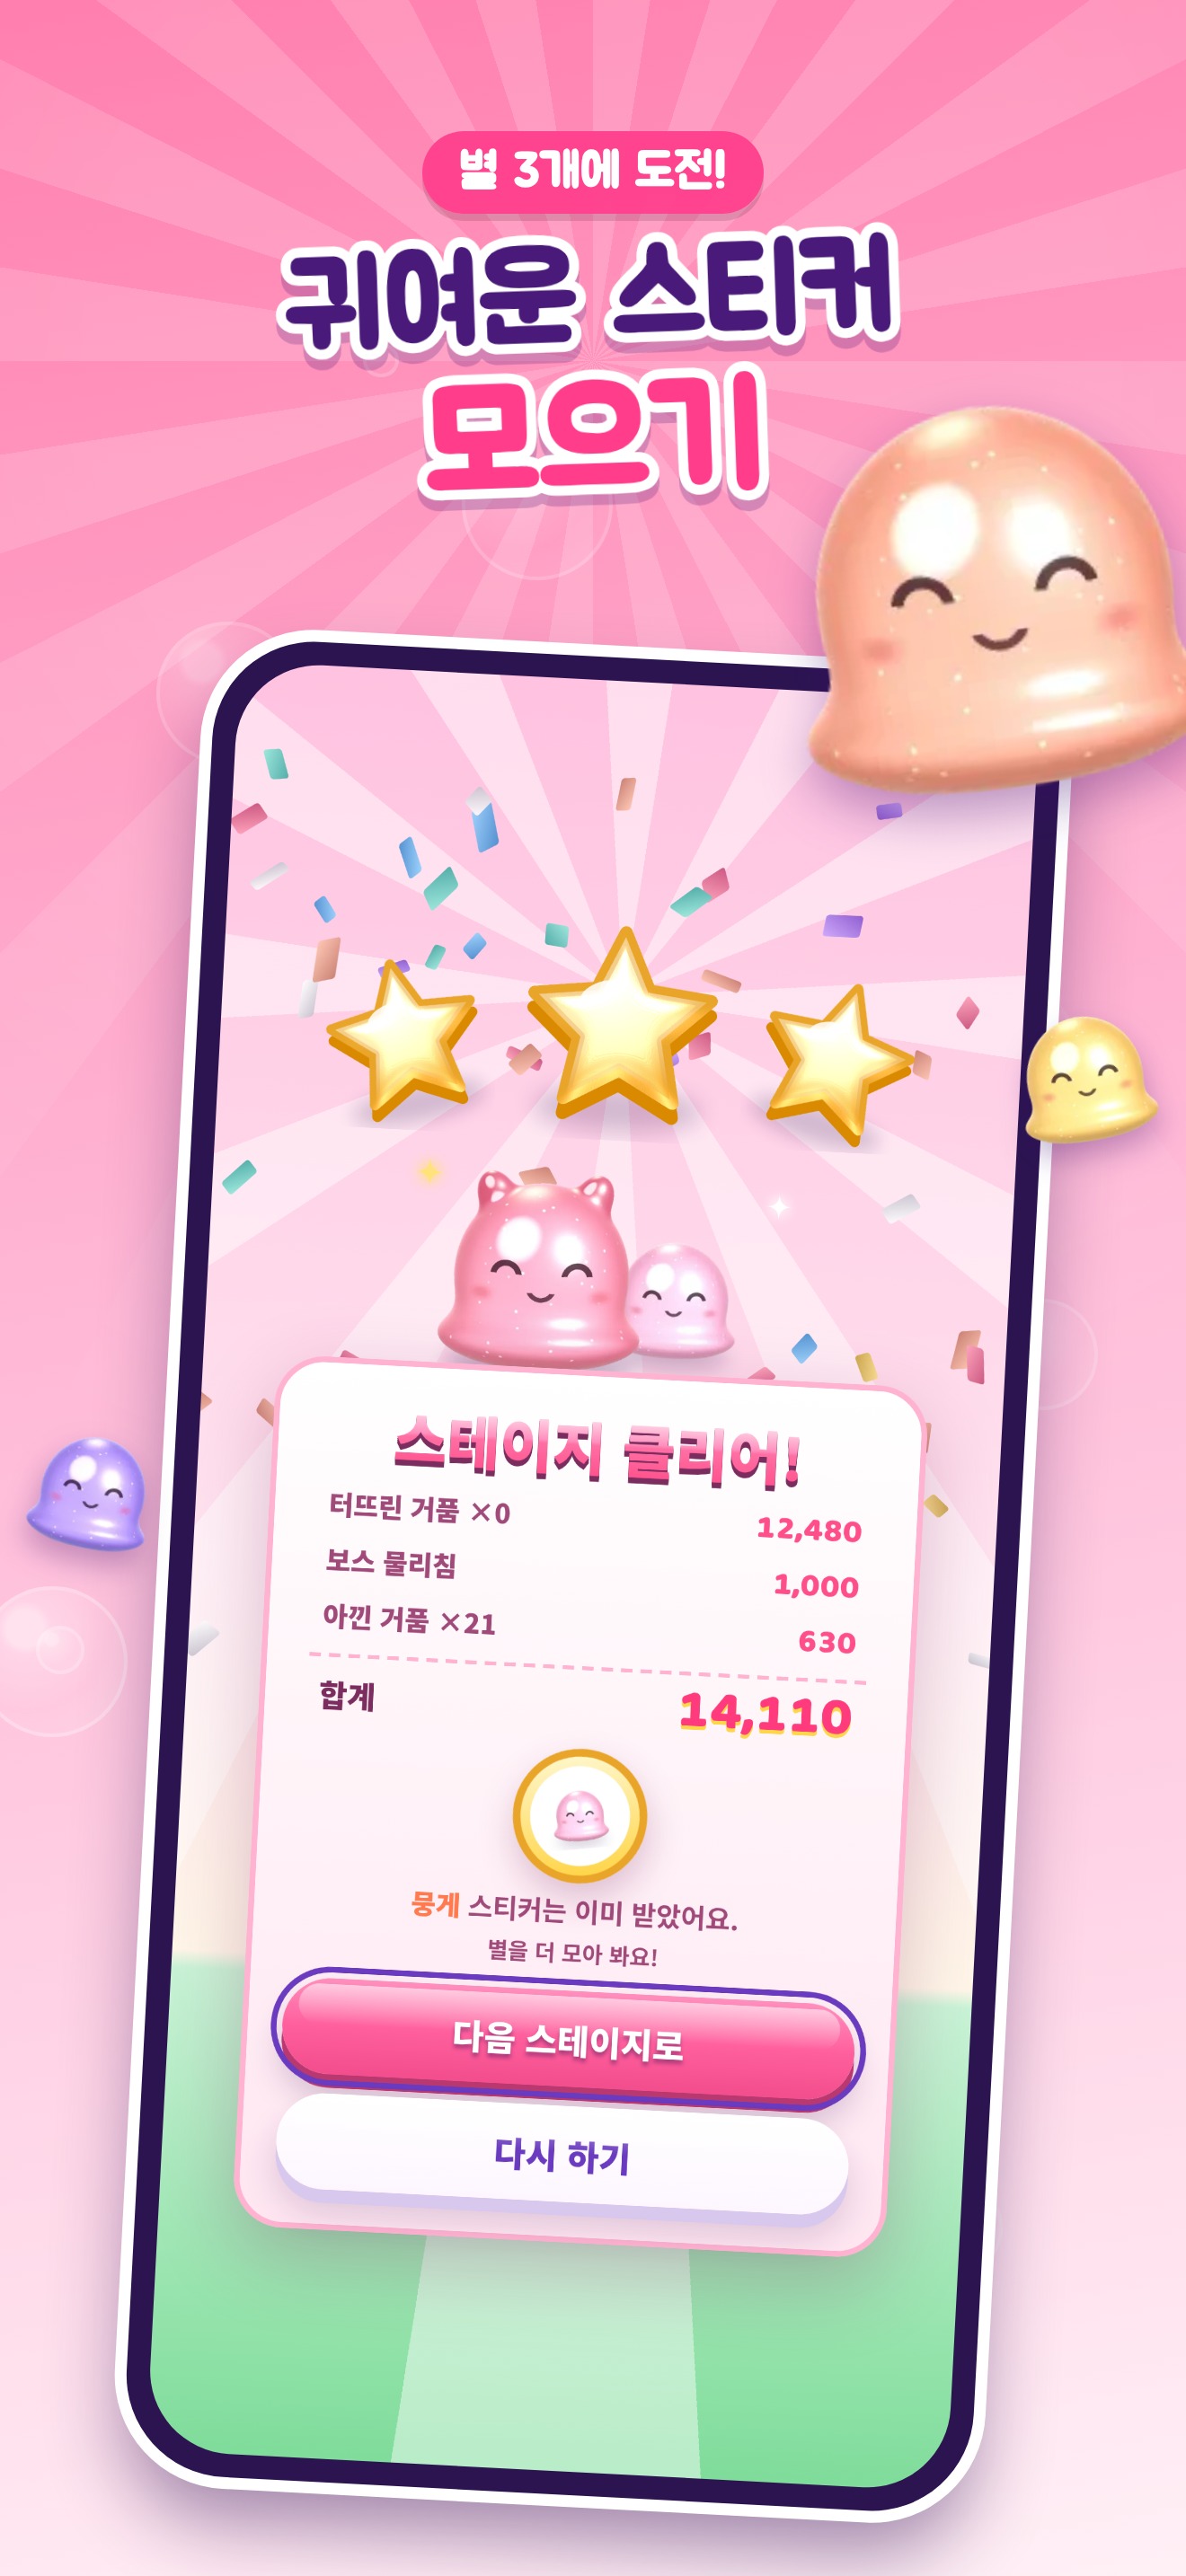 별 3개에 도전!
귀여운 스티커
모으기
스테이지 클리어!
터뜨린 거품 ×0 12,480
보스 물리침 1,000
아낀 거품 ×21 630
합계 14,110
뭉게 스티커는 이미 받았어요.
별을 더 모아 봐요!
다음 스테이지로
다시 하기